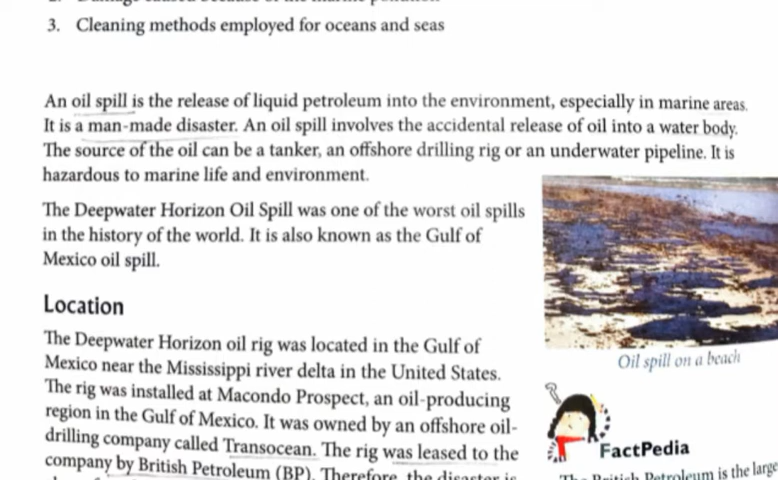 3. Cleaning methods employed for oceans and seas
An oil spill is the release of liquid petroleum into the environment, especially in marine areas.
It is a man-made disaster. An oil spill involves the accidental release of oil into a water body.
The source of the oil can be a tanker, an offshore drilling rig or an underwater pipeline. It is
hazardous to marine life and environment.
The Deepwater Horizon Oil Spill was one of the worst oil spills
in the history of the world. It is also known as the Gulf of
Mexico oil spill.
Location
The Deepwater Horizon oil rig was located in the Gulf of
Mexico near the Mississippi river delta in the United States.
The rig was installed at Macondo Prospect, an oil-producing
region in the Gulf of Mexico. It was owned by an offshore oil-
drilling company called Transocean. The rig was leased to the
company by British Petroleum (BP). Therefore, the disaster is
Oil spill on a beach
FactPedia
The British Petroleum is the large